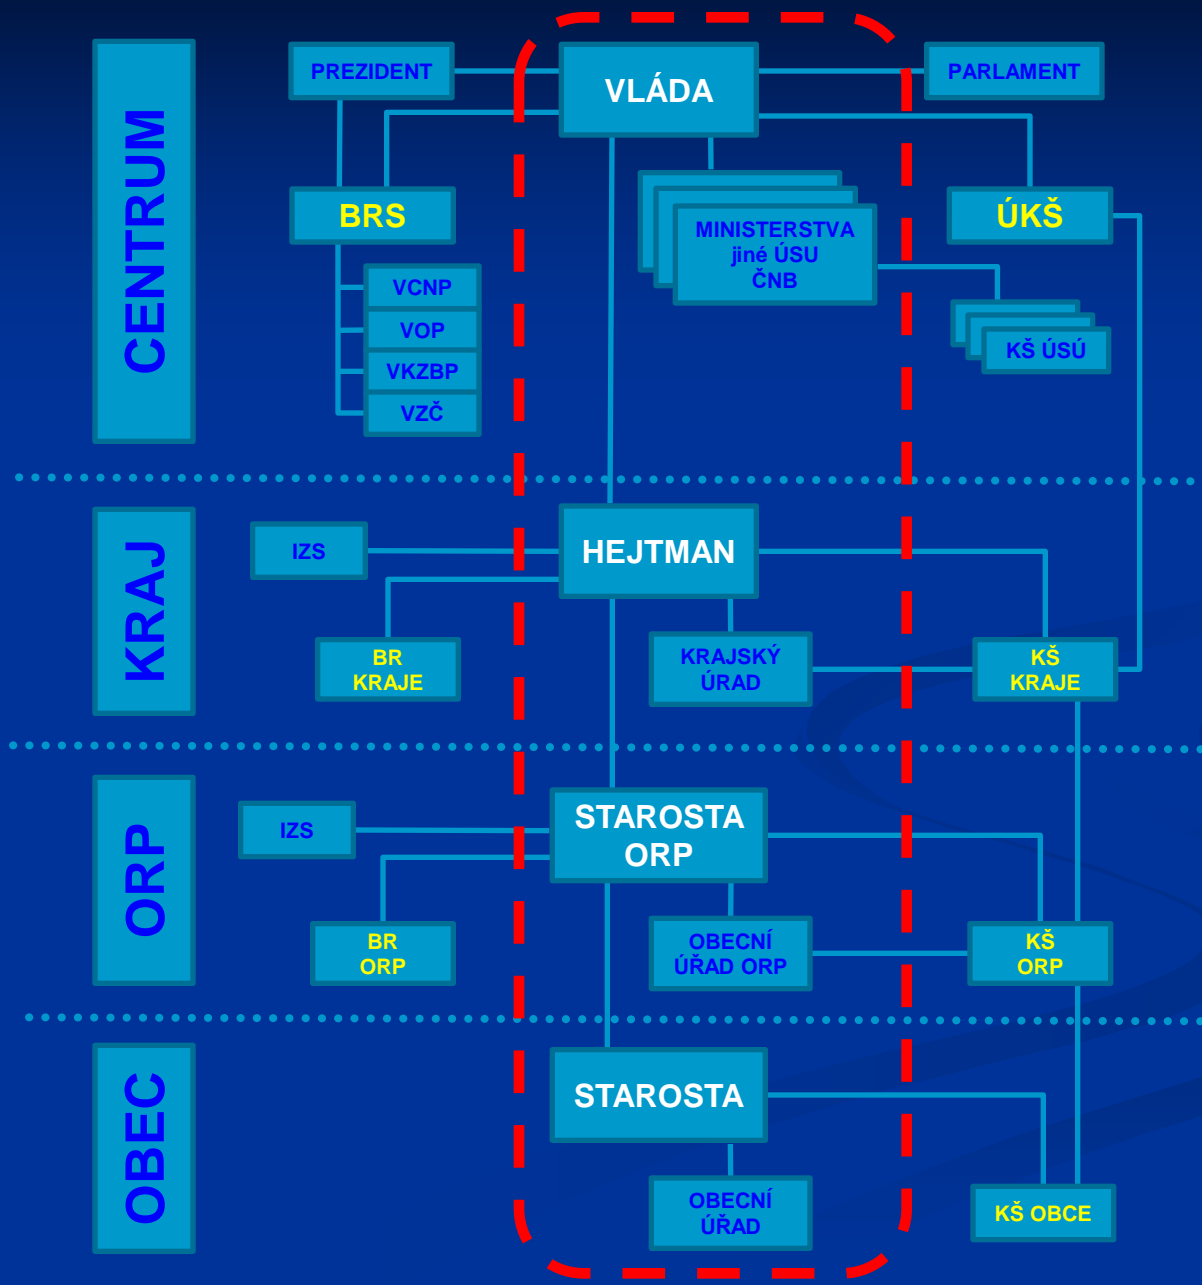 CENTRUM
PREZIDENT
VLÁDA
PARLAMENT
BRS
MINISTERSTVA
jiné ÚSU
ČNB
ÚKŠ
VCNP
VOP
VKZBP
VZČ
KŠ ÚSÚ
KRAJ
IZS
HEJTMAN
BR
KRAJE
KRAJSKÝ
ÚRAD
KŠ
KRAJE
ORP
IZS
STAROSTA
ORP
BR
ORP
OBECNÍ
ÚŘAD ORP
KŠ
ORP
OBEC
STAROSTA
OBECNÍ
ÚŘAD
KŠ OBCE